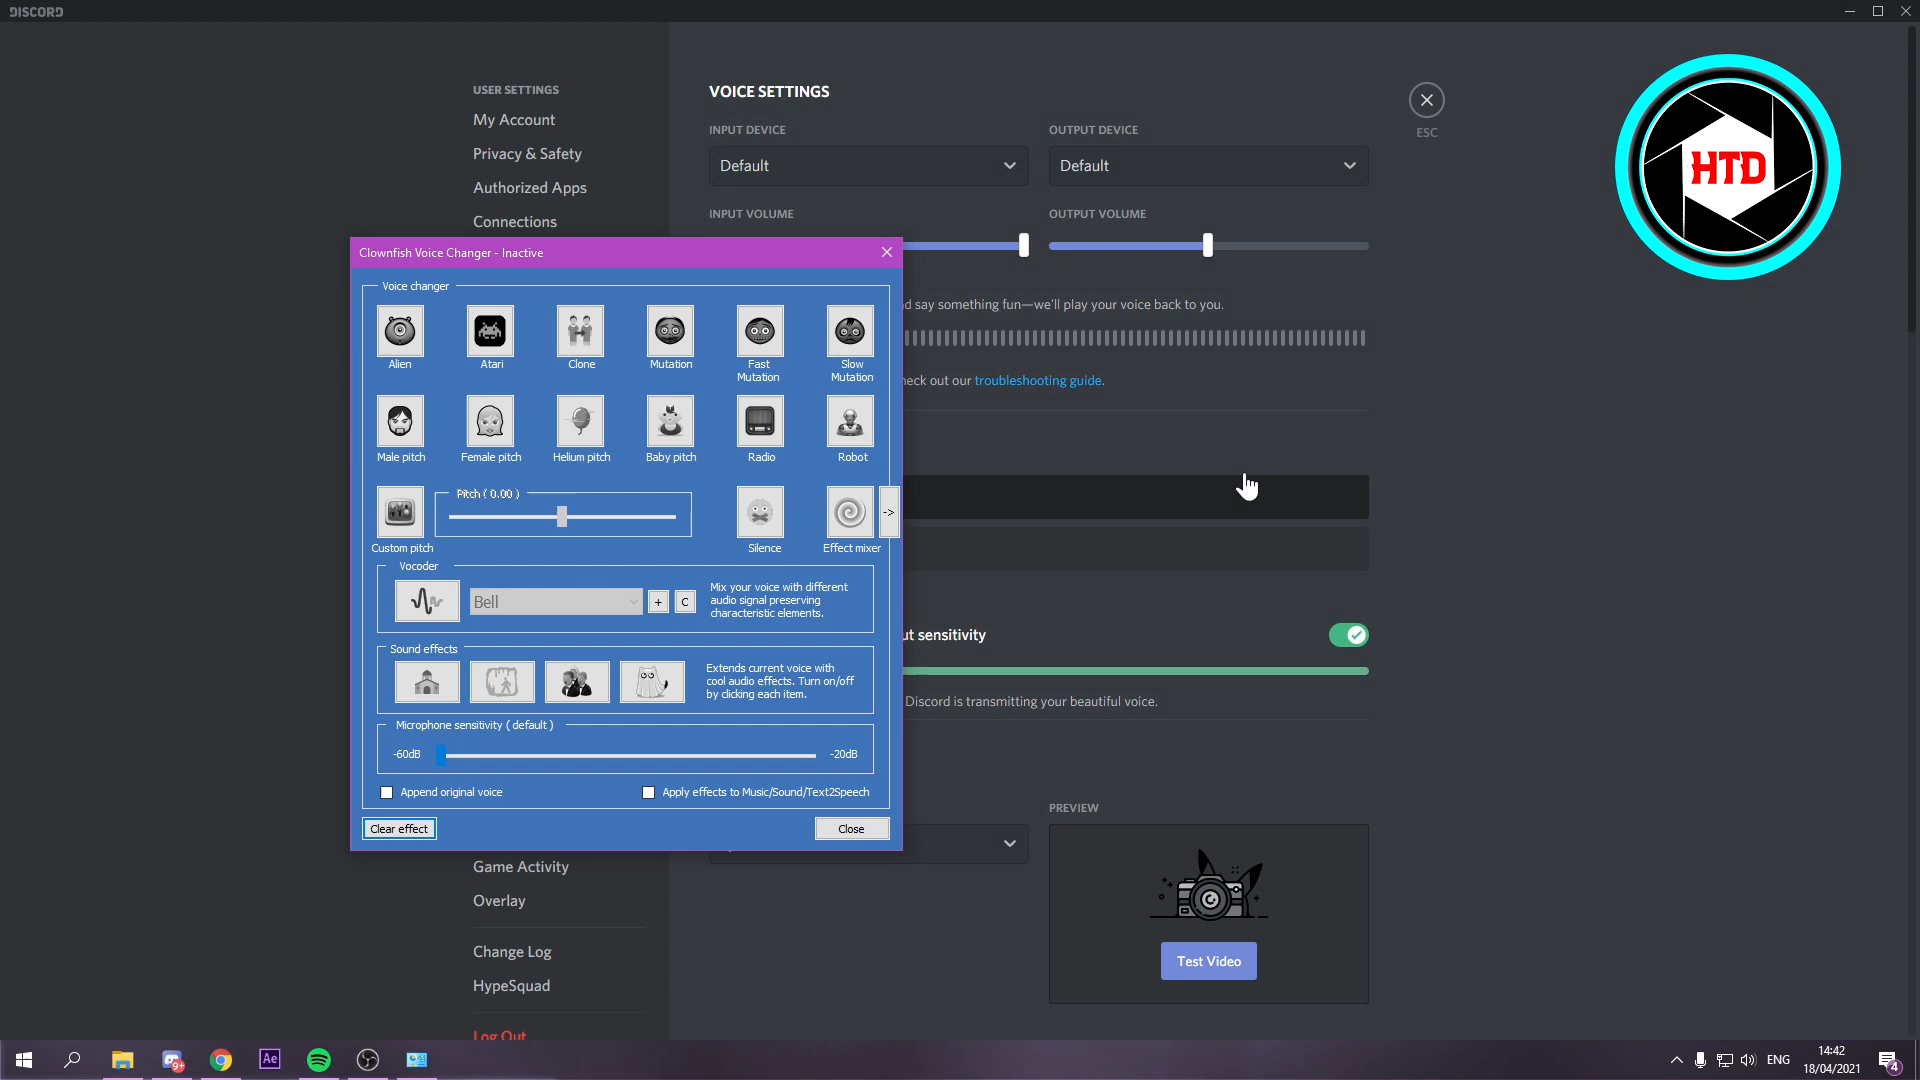 DISCORD
USER SETTINGS
My Account
Privacy & Safety
Authorized Apps
Connections
VOICE SETTINGS
INPUT DEVICE
OUTPUT DEVICE
Default
Default
INPUT VOLUME
OUTPUT VOLUME
ESC
HTD
say something fun—we'll play your voice back to you.
out our troubleshooting guide.
Clownfish Voice Changer - Inactive
Voice changer
Alien
Atari
Clone
Mutation
Fast
Mutation
Slow
Mutation
Male pitch
Female pitch
Helium pitch
Baby pitch
Radio
Robot
Pitch ( 0.00 )
->
Custom pitch
Silence
Effect mixer
Vocoder
Bell
+
C
Mix your voice with different
audio signal preserving
characteristic elements.
Sound effects
Extends current voice with
cool audio effects. Turn on/off
by clicking each item.
Microphone sensitivity ( default )
-60dB
-20dB
Append original voice
Apply effects to Music/Sound/Text2Speech
Clear effect
Close
sensitivity
Discord is transmitting your beautiful voice.
PREVIEW
Test Video
Game Activity
Overlay
Change Log
HypeSquad
Log Out
9+
Ae
ENG
14:42
18/04/2021
4